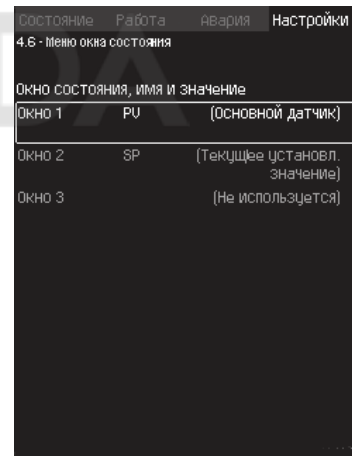 Состояние Работа Авария Настройки
4.6 - Меню окна состояния
Окно состояния, имя и значение
Окно 1 PV (Основной датчик)
Окно 2 SP (Текущее установл.
значение)
Окно 3 (Не используется)
DA